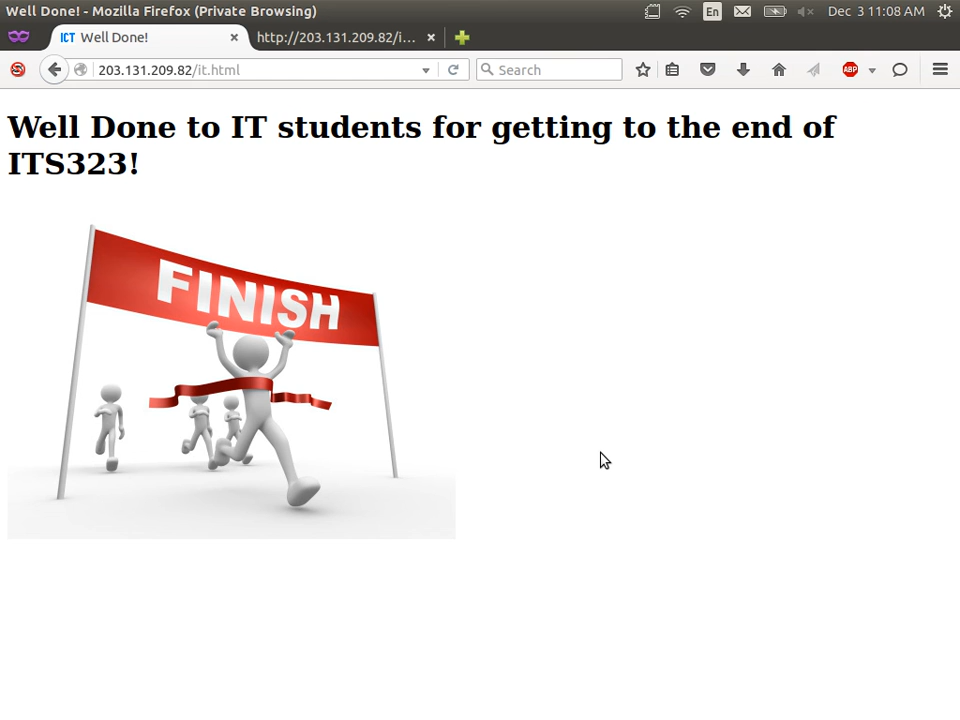 Well Done! - Mozilla Firefox (Private Browsing)
En
Dec 3 11:08 AM
ICT Well Done!
http://203.131.209.82/i...
203.131.209.82/it.html
Search
ABP
Well Done to IT students for getting to the end of
ITS323!
FINISH